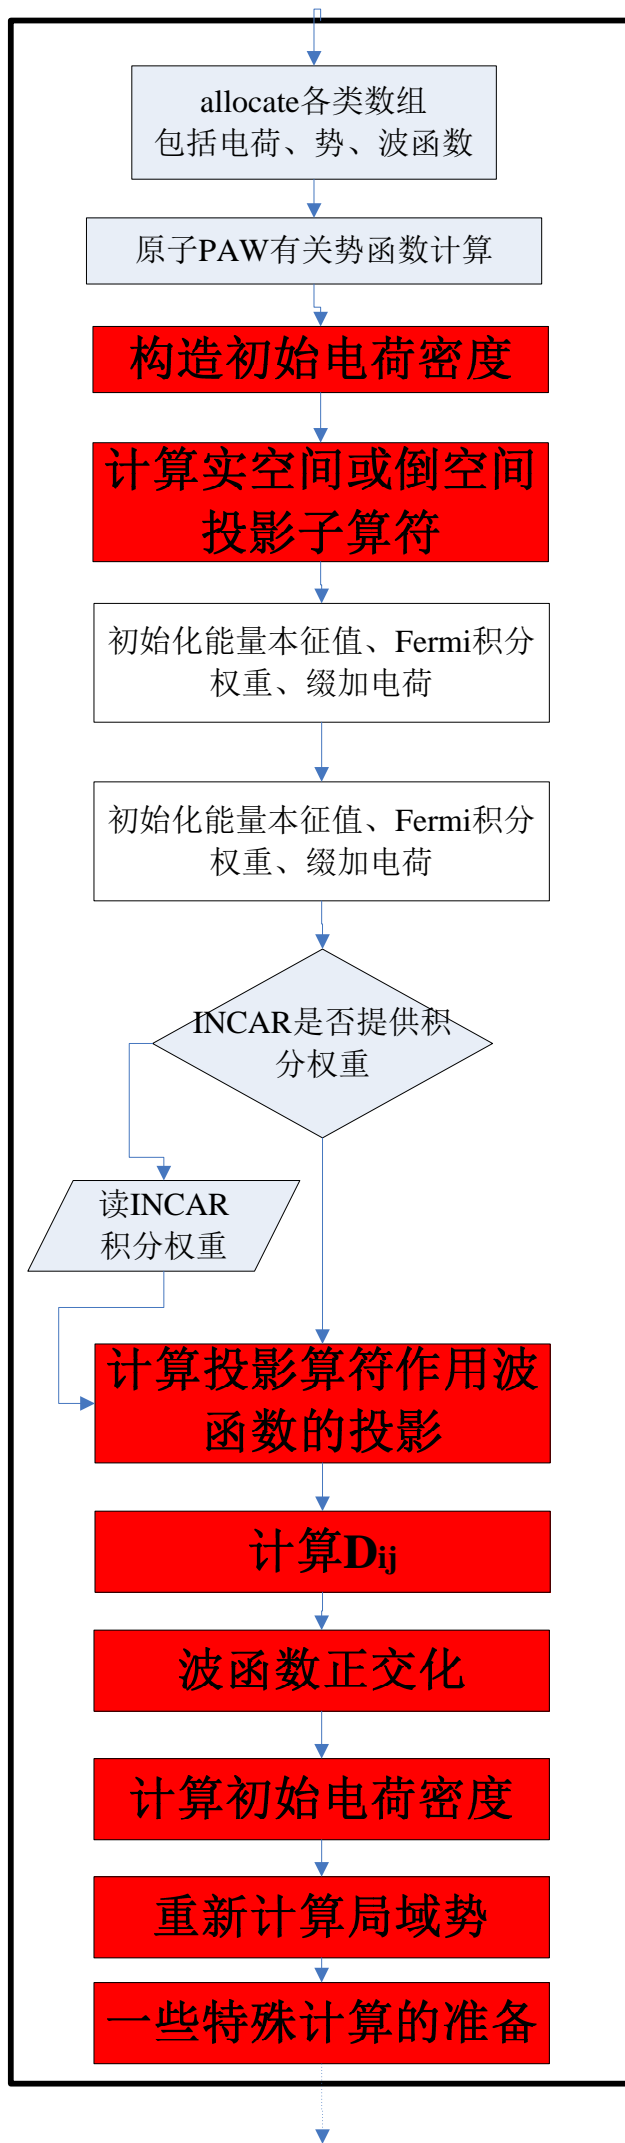 allocate各类数组
包括电荷、势、波函数
原子PAW有关势函数计算
构造初始电荷密度
计算实空间或倒空间
投影子算符
初始化能量本征值、Fermi积分
权重、缀加电荷
初始化能量本征值、Fermi积分
权重、缀加电荷
INCAR是否提供积
分权重
读INCAR
积分权重
计算投影算符作用波
函数的投影
计算Dij
波函数正交化
计算初始电荷密度
重新计算局域势
一些特殊计算的准备